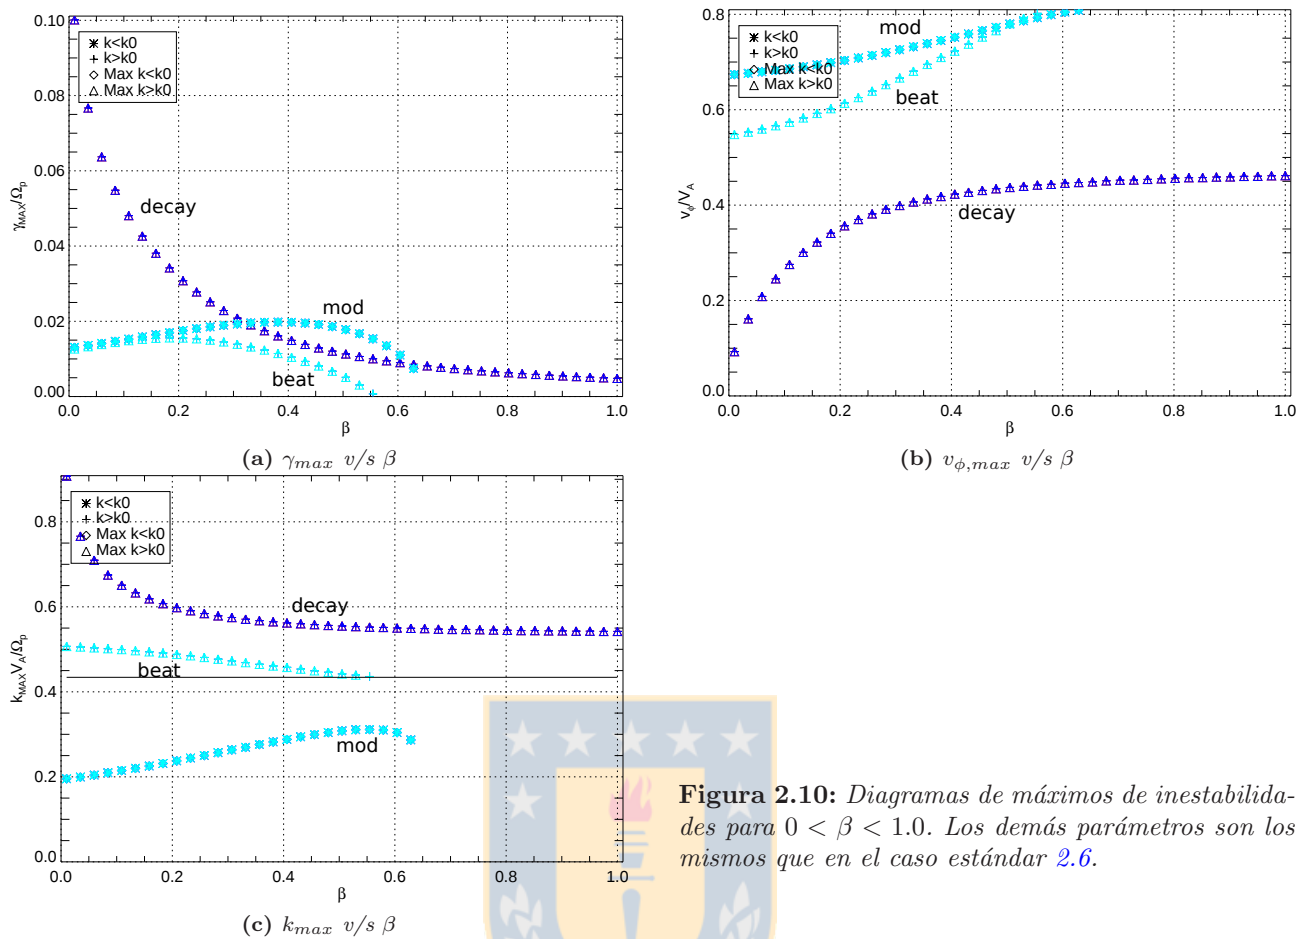 0.10
0.08
0.06
0.04
0.02
0.00
γMAX/Ωp
k<k0
k>k0
Max k<k0
Max k>k0
decay
mod
beat
0.0 0.2 0.4 0.6 0.8 1.0
β
(a) γmax v/s β
0.8
0.6
0.4
0.2
0.0
vϕ/VA
k<k0
k>k0
Max k<k0
Max k>k0
mod
beat
decay
0.0 0.2 0.4 0.6 0.8 1.0
β
(b) vϕ,max v/s β
0.8
0.6
0.4
0.2
0.0
kMAXVA/Ωp
k<k0
k>k0
Max k<k0
Max k>k0
decay
beat
mod
0.0 0.2 0.4 0.6 0.8 1.0
β
(c) kmax v/s β
Figura 2.10: Diagramas de máximos de inestabilida-
des para 0 < β < 1.0. Los demás parámetros son los
mismos que en el caso estándar 2.6.